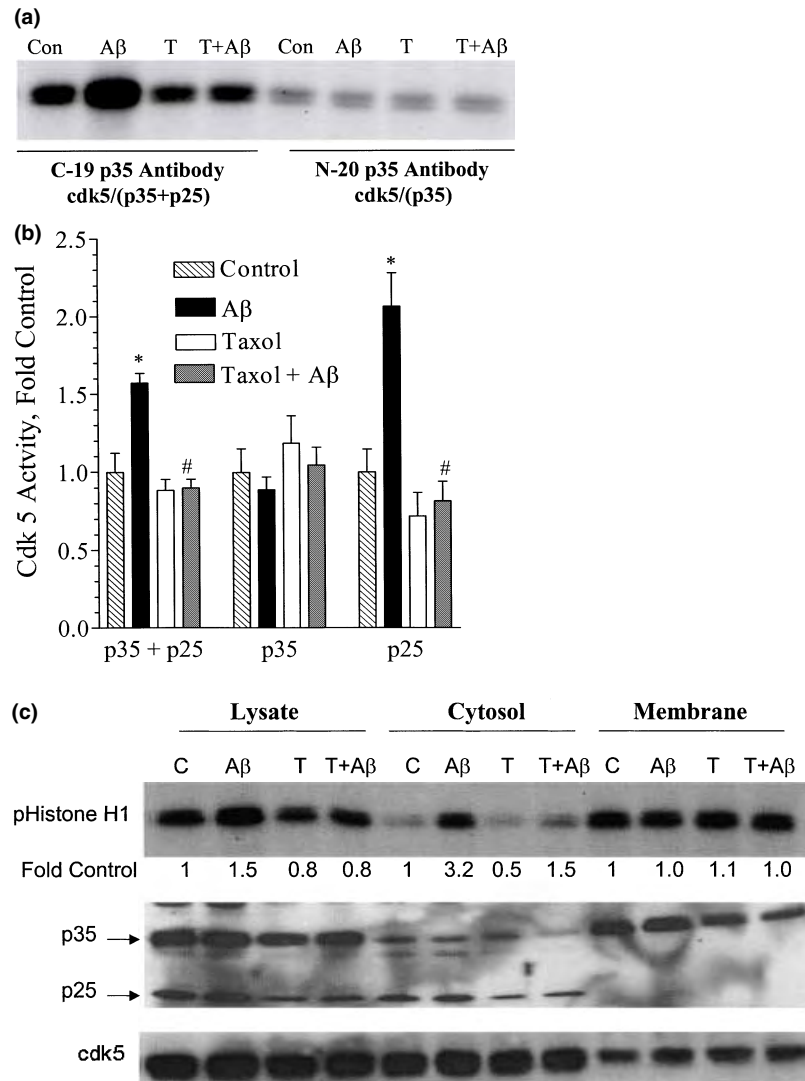 (a)
Con Aβ T T+Aβ Con Aβ T T+Aβ
C-19 p35 Antibody
cdk5/(p35+p25)
N-20 p35 Antibody
cdk5/(p35)
(b)
Cdk 5 Actvity, Fold Control
2.5
2.0
1.5
1.0
0.5
0.0
Control
Aβ
Taxol
Taxol + Aβ
* # * #
p35 + p25 p35 p25
(c)
Lysate Cytosol Membrane
C Aβ T T+Aβ C Aβ T T+Aβ C Aβ T T+Aβ
pHistone H1
Fold Control 1 1.5 0.8 0.8 1 3.2 0.5 1.5 1 1.0 1.1 1.0
p35
p25
cdk5